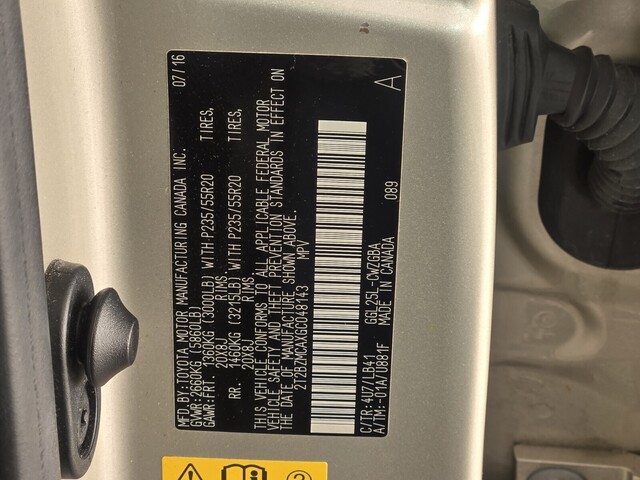 MFD.BY:TOYOTA MOTOR MANUFACTURING CANADA INC. 07/16
GVWR:2660KG (5860LB)
GAWR:FRT. 1360KG (3000LB) WITH P235/55R20 TIRES,
20X8J RIMS,
RR. 1460KG (3215LB) WITH P235/55R20 TIRES,
20X8J RIMS
THIS VEHICLE CONFORMS TO ALL APPLICABLE FEDERAL MOTOR
VEHICLE SAFETY AND THEFT PREVENTION STANDARDS IN EFFECT ON
THE DATE OF MANUFACTURE SHOWN ABOVE.
2T2BZMCAXGC048143 MPV
089 A
C/TR:4U7/LB41 GGL25L-CWZGBA
A/TM:-01A/U881F MADE IN CANADA